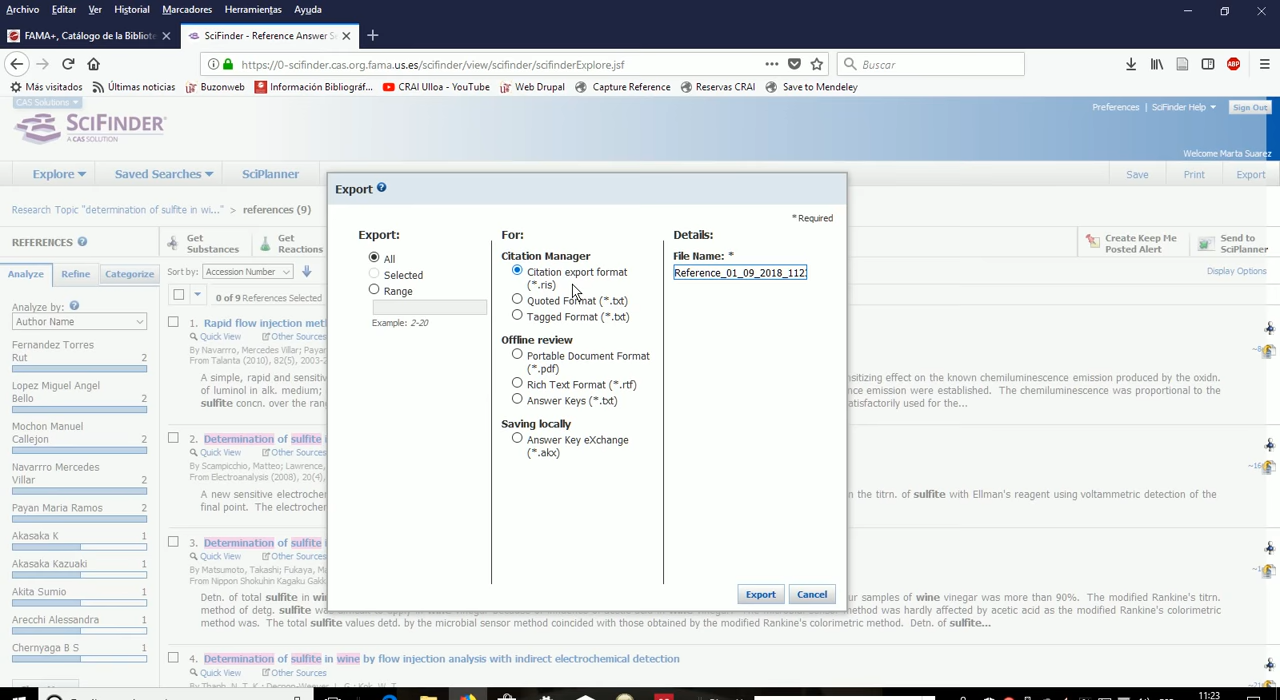 Archivo Editar Ver Historial Marcadores Herramientas Ayuda
FAMA+, Catálogo de la Bibliote
SciFinder - Reference Answer Se
https://0-scifinder.cas.org.fama.us.es/scifinder/view/scifinder/scifinderExplore.jsf
Buscar
Más visitados Últimas noticias Buzonweb Información Bibliográf... CRAI Ulloa - YouTube Web Drupal Capture Reference Reservas CRAI Save to Mendeley
CAS Solutions
Preferences | SciFinder Help Sign Out
SCIFINDER
A CAS SOLUTION
Welcome Marta Suarez
Explore Saved Searches SciPlanner
Save Print Export
Export
Research Topic "determination of sulfite in wi..." > references (9)
* Required
REFERENCES
Get Substances
Get Reactions
Create Keep Me Posted Alert
Send to SciPlanner
Export:
All
Selected
Range
Example: 2-20
For:
Citation Manager
Citation export format
(*.ris)
Quoted Format (*.txt)
Tagged Format (*.txt)
Offline review
Portable Document Format
(*.pdf)
Rich Text Format (*.rtf)
Answer Keys (*.txt)
Saving locally
Answer Key eXchange
(*.akx)
Details:
File Name: *
Reference_01_09_2018_112
Export Cancel
Analyze Refine Categorize
Sort by: Accession Number
Display Options
0 of 9 References Selected
Analyze by:
Author Name
Fernandez Torres
Rut 2
Lopez Miguel Angel
Bello 2
Mochon Manuel
Callejon 2
Navarrro Mercedes
Villar 2
Payan Maria Ramos
2
Akasaka K 1
Akasaka Kazuaki 1
Akita Sumio 1
Arecchi Alessandra
1
Chernyaga B S 1
1. Rapid flow injection met
Quick View Other Sources
By Navarrro, Mercedes Villar; Payan
From Talanta (2010), 82(5), 2003-2
A simple, rapid and sensitiv
sitizing effect on the known chemiluminescence emission produced by the oxidn.
of luminol in alk. medium;
ence emission were established. The chemiluminescence was proportional to the
sulfite concn. over the ran
satisfactorily used for the...
2. Determination of sulfite i
Quick View Other Sources
By Scampicchio, Matteo; Lawrence,
From Electroanalysis (2008), 20(4),
~16
A new sensitive electrocher
n the titrn. of sulfite with Ellman's reagent using voltammetric detection of the
final point. The electroche
3. Determination of sulfite i
Quick View Other Sources
By Matsumoto, Takashi; Fukaya, Ma
From Nippon Shokuhin Kagaku Gakk
Detn. of total sulfite in win
ur samples of wine vinegar was more than 90%. The modified Rankine's titrn.
method was hardly affected by acetic acid as the modified Rankine's colorimetric
method was. The total sulfite values detd. by the microbial sensor method coincided with those obtained by the modified Rankine's colorimetric method. Detn. of sulfite...
4. Determination of sulfite in wine by flow injection analysis with indirect electrochemical detection
Quick View Other Sources
~21
11:23